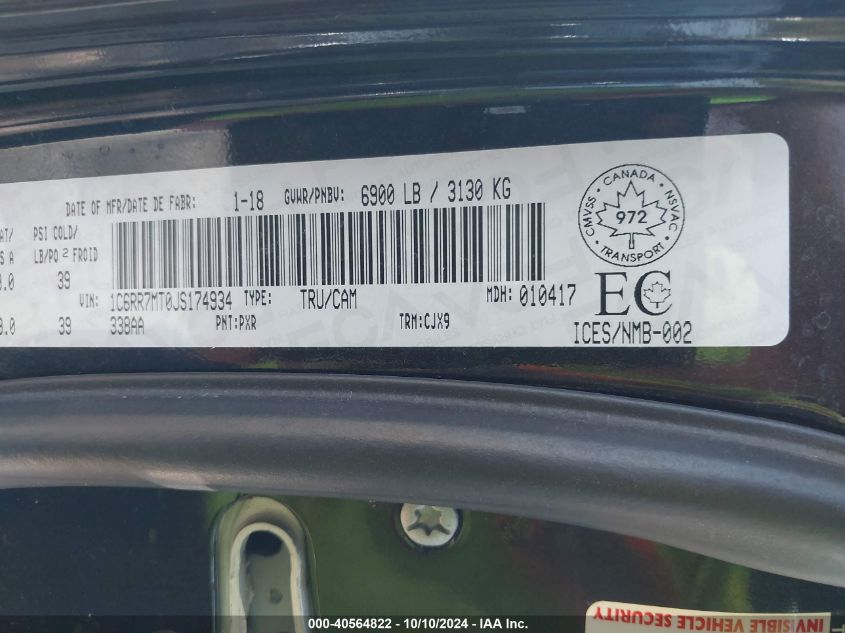 DATE OF MFR/DATE DE FABR: 1-18 GVWR/PNBV: 6900 LB / 3130 KG
PSI COLD/
LB/PO 2 FROID
39
VIN: 1C6RR7MT0JS174934 TYPE: TRU/CAM MDH: 010417
39 338AA PNT:PXR TRM:CJX9
CANADA
CMVSS NSVAC
972
TRANSPORT
EC
ICES/NMB-002
INVISIBLE VEHICLE SECURITY
000-40564822 - 10/10/2024 - IAA Inc.